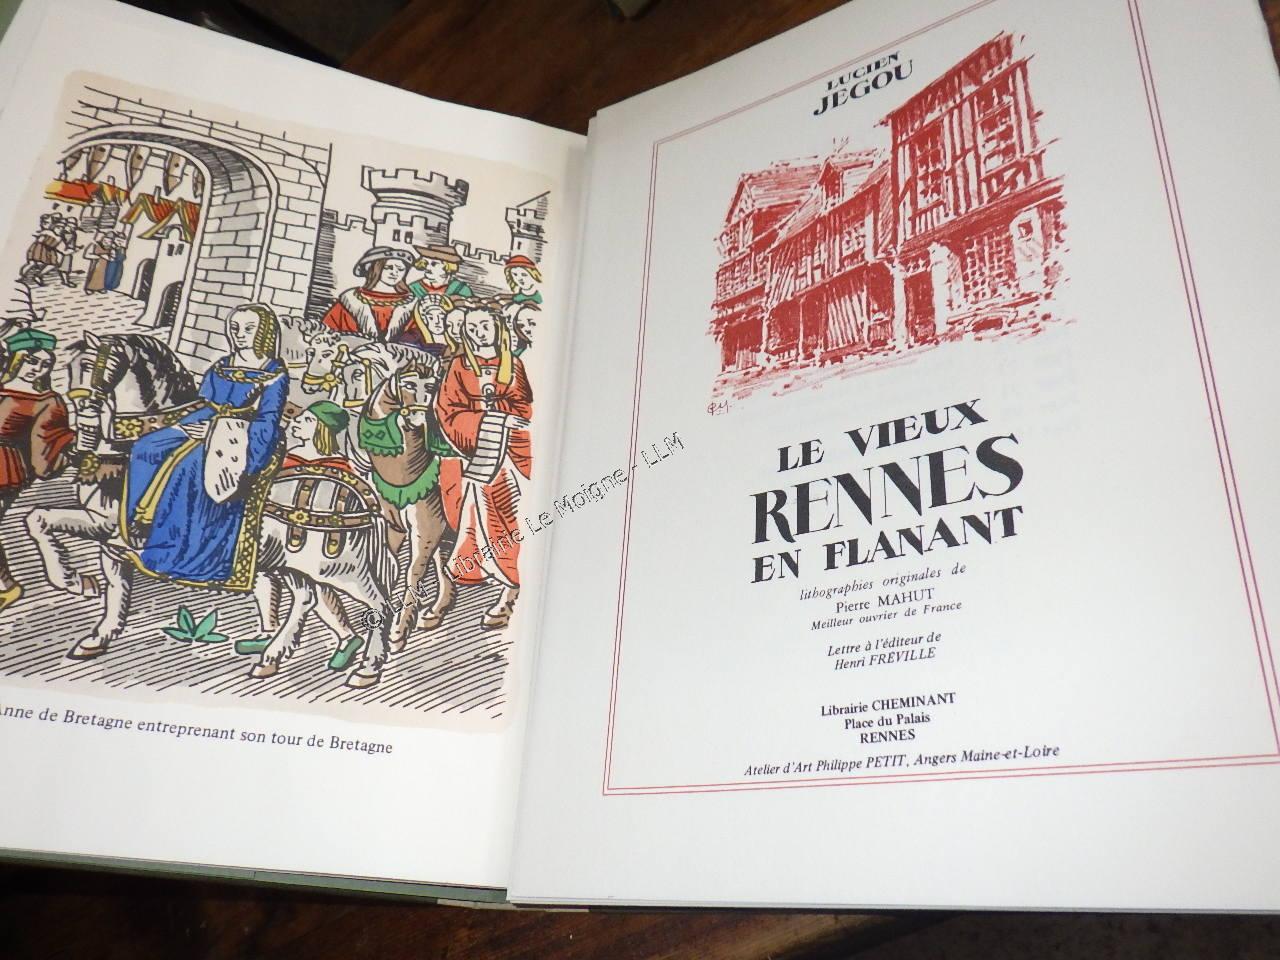 Anne de Bretagne entreprenant son tour de Bretagne
LUCIEN
JEGOU
PM.
LE VIEUX
RENNES
EN FLANANT
lithographies originales de
Pierre MAHUT
Meilleur ouvrier de France
Lettre à l'éditeur de
Henri FRÉVILLE
Librairie CHEMINANT
Place du Palais
RENNES
Atelier d'Art Philippe PETIT, Angers Maine-et-Loire
© LLM - Librairie Le Moigne - LLM